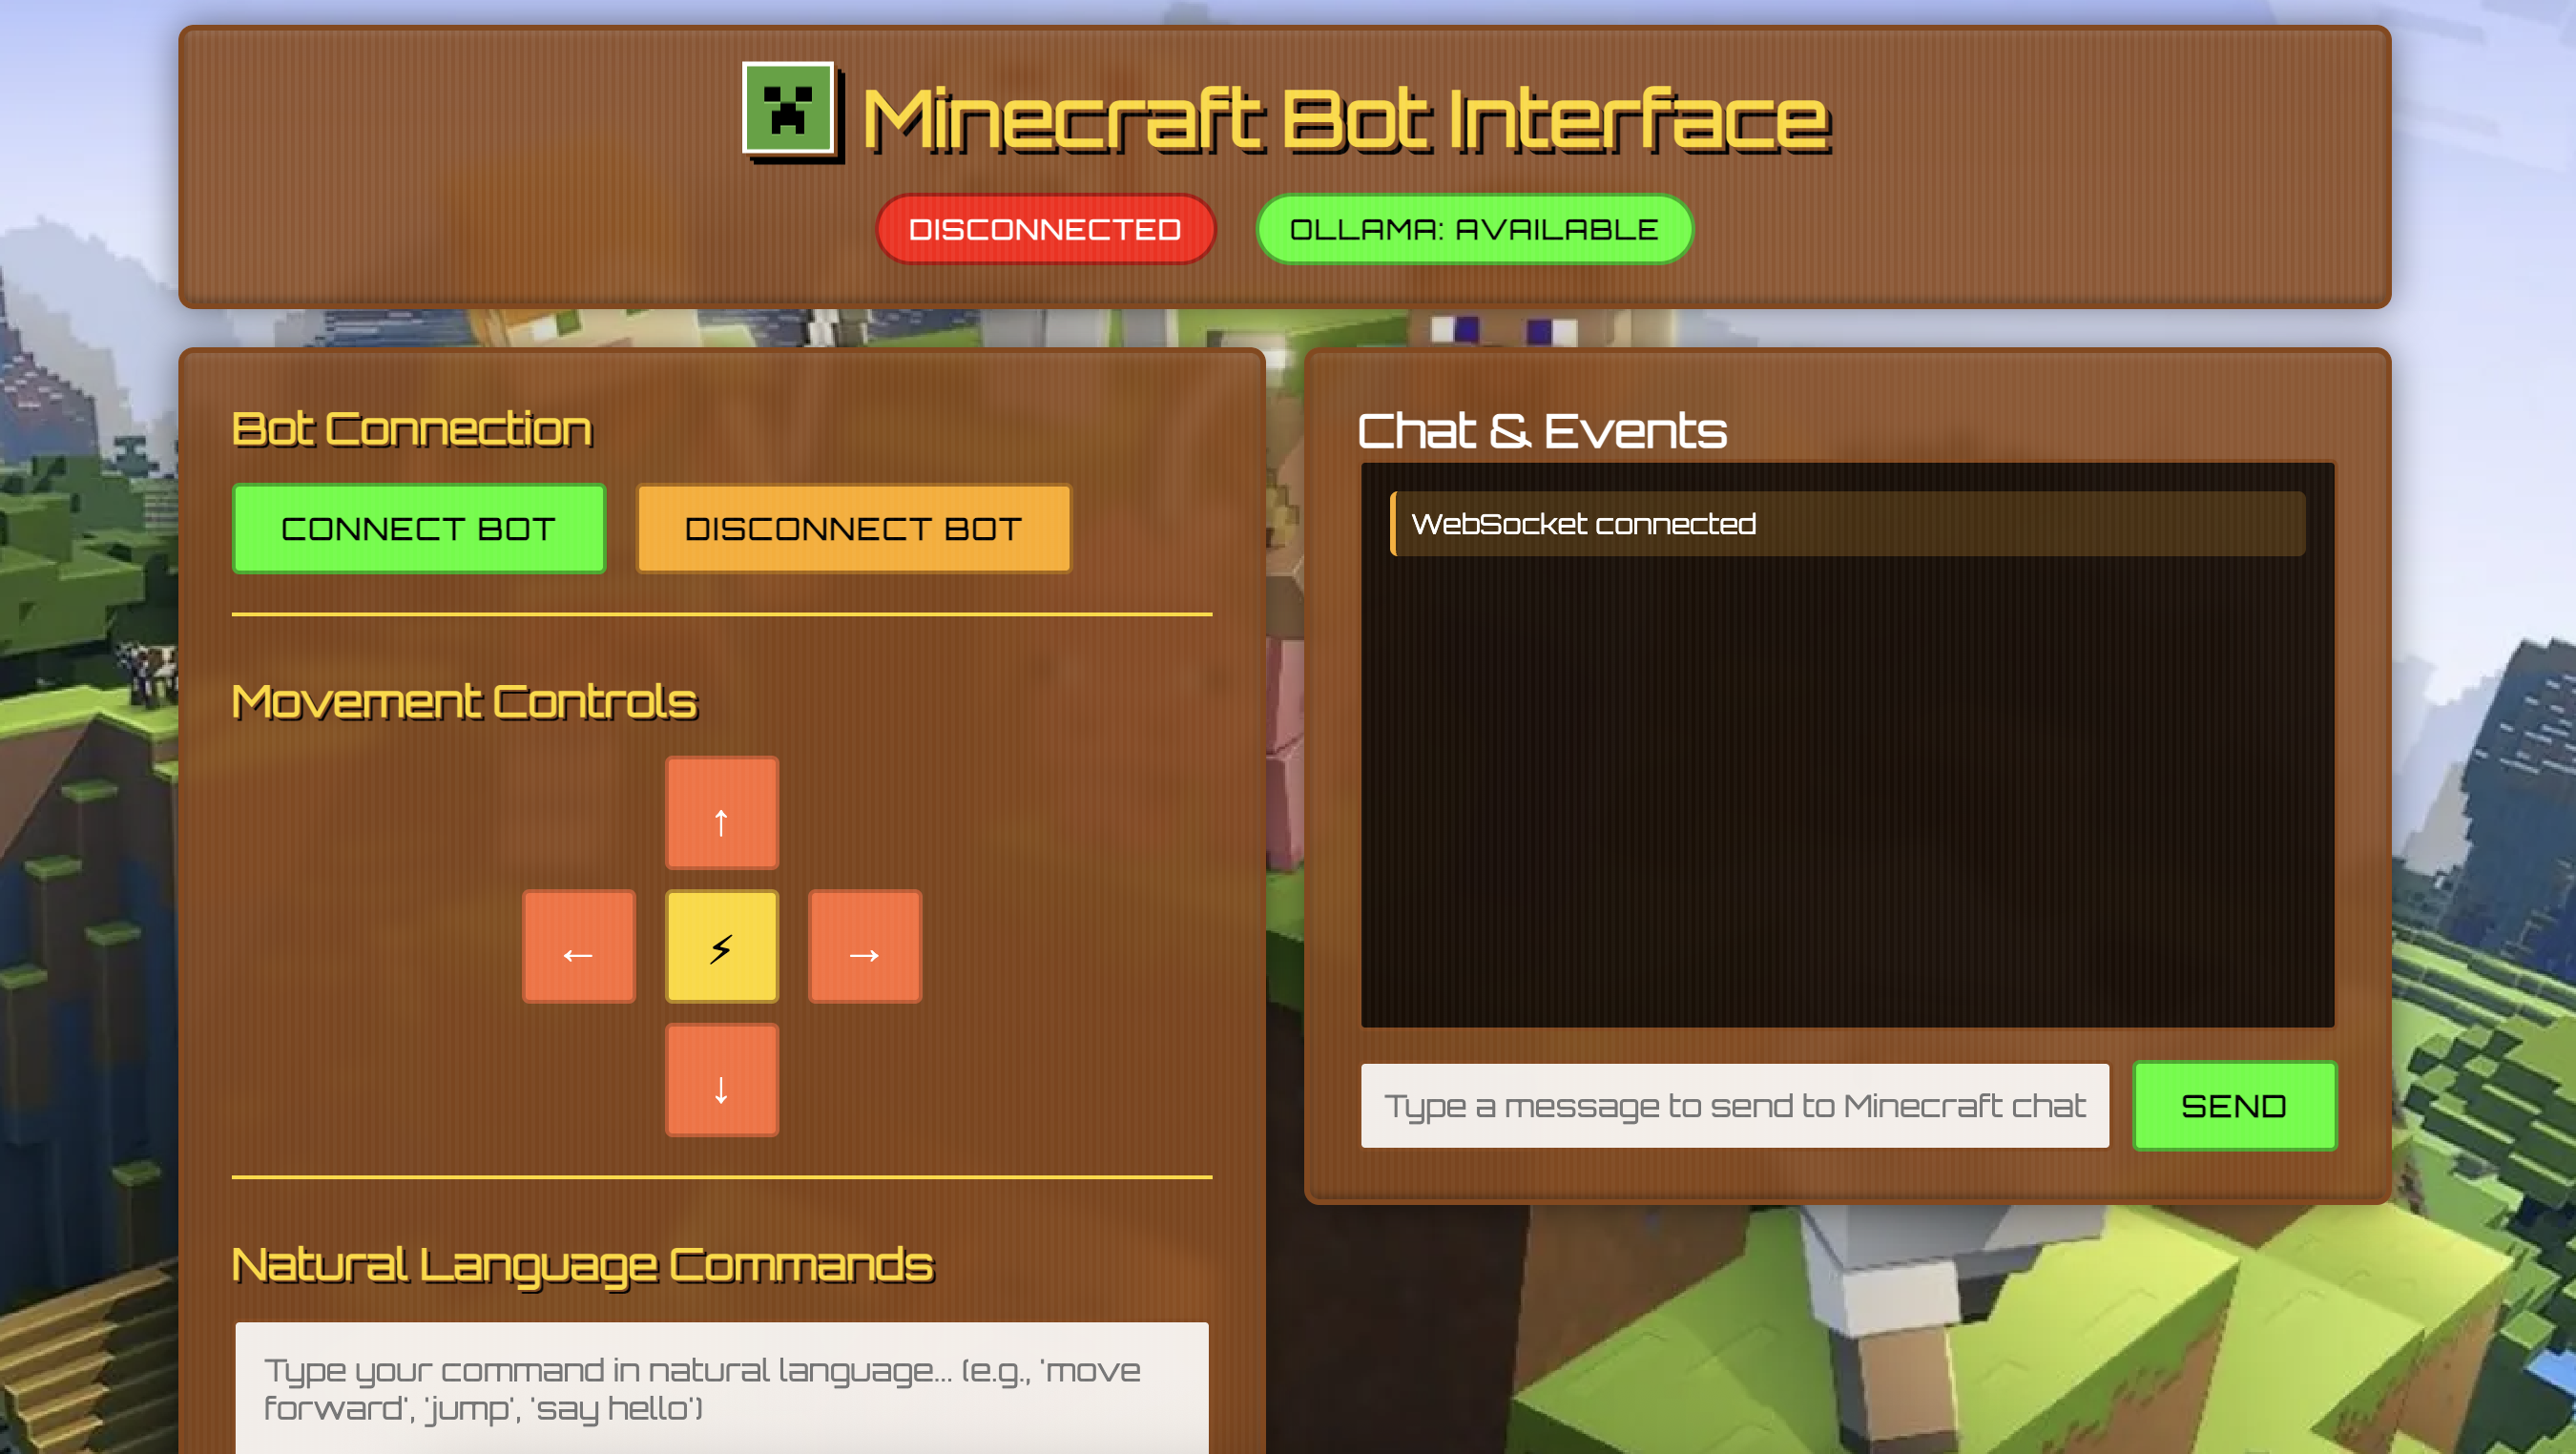 Minecraft Bot Interface
DISCONNECTED
OLLAMA: AVAILABLE
Bot Connection
CONNECT BOT
DISCONNECT BOT
Movement Controls
↑
← ⚡ →
↓
Natural Language Commands
Type your command in natural language... (e.g., 'move
forward', 'jump', 'say hello')
Chat & Events
WebSocket connected
Type a message to send to Minecraft chat
SEND